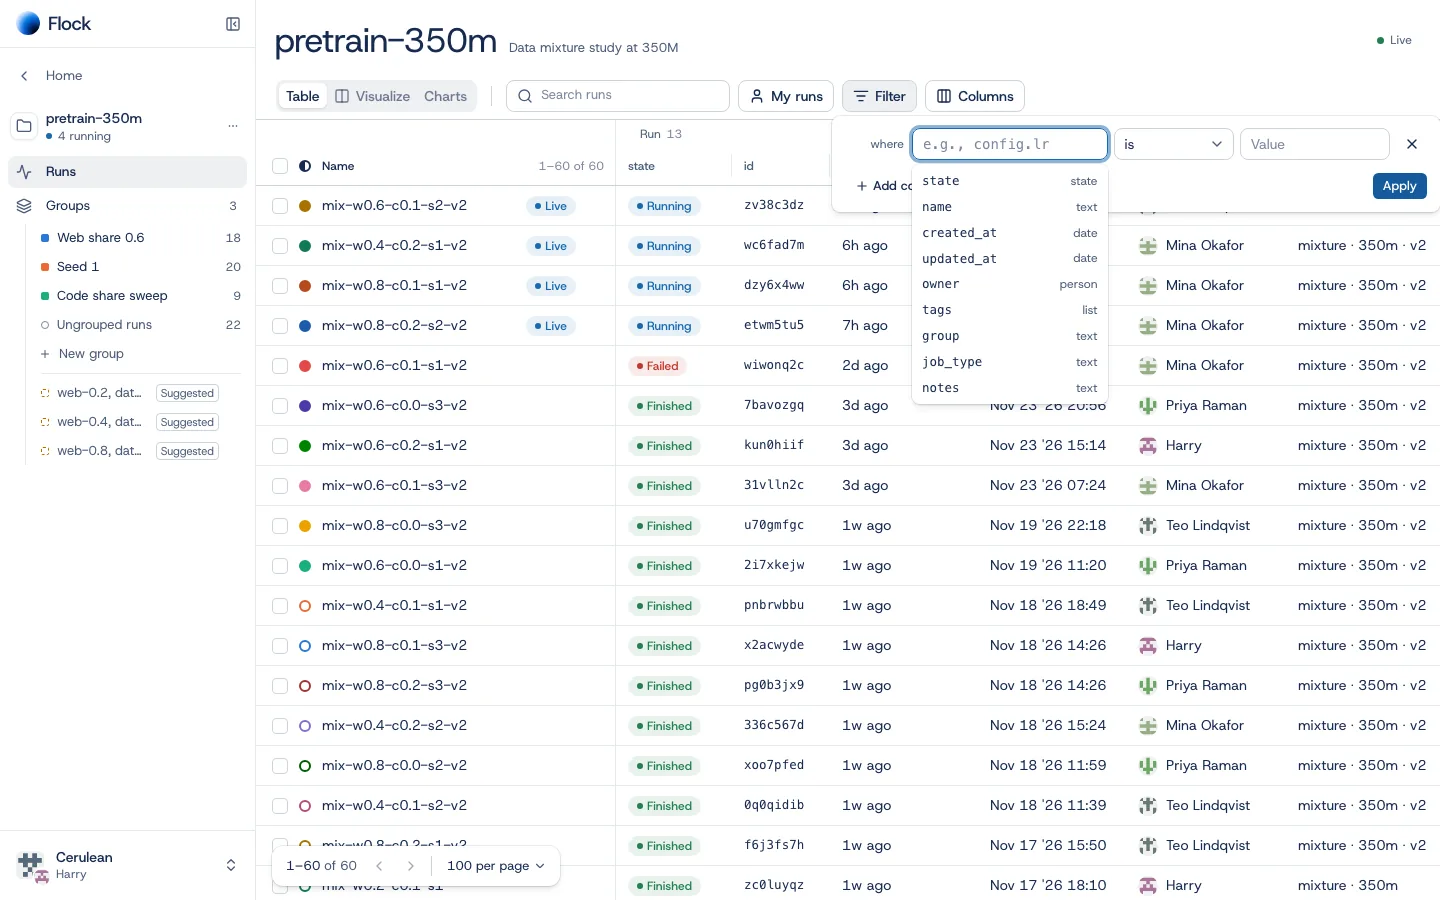 Flock
Home
pretrain-350m
4 running
Runs
Groups 3
Web share 0.6 18
Seed 1 20
Code share sweep 9
Ungrouped runs 22
New group
web-0.2, dat... Suggested
web-0.4, dat... Suggested
web-0.8, dat... Suggested
Cerulean
Harry
pretrain-350m Data mixture study at 350M Live
Table Visualize Charts Search runs My runs Filter Columns
Run 13
Name 1-60 of 60 state id
where e.g., config.lr is Value
+ Add co Apply
state state
name text
created_at date
updated_at date
owner person
tags list
group text
job_type text
notes text
mix-w0.6-c0.1-s2-v2 Live Running zv38c3dz
mix-w0.4-c0.2-s1-v2 Live Running wc6fad7m 6h ago Mina Okafor mixture · 350m · v2
mix-w0.8-c0.1-s1-v2 Live Running dzy6x4ww 6h ago Mina Okafor mixture · 350m · v2
mix-w0.8-c0.2-s2-v2 Live Running etwm5tu5 7h ago Mina Okafor mixture · 350m · v2
mix-w0.6-c0.1-s1-v2 Failed wiwonq2c 2d ago Mina Okafor mixture · 350m · v2
mix-w0.6-c0.0-s3-v2 Finished 7bavozgq 3d ago Nov 23 '26 20:56 Priya Raman mixture · 350m · v2
mix-w0.6-c0.2-s1-v2 Finished kun0hiif 3d ago Nov 23 '26 15:14 Harry mixture · 350m · v2
mix-w0.6-c0.1-s3-v2 Finished 31vlln2c 3d ago Nov 23 '26 07:24 Mina Okafor mixture · 350m · v2
mix-w0.8-c0.0-s3-v2 Finished u70gmfgc 1w ago Nov 19 '26 22:18 Teo Lindqvist mixture · 350m · v2
mix-w0.6-c0.0-s1-v2 Finished 2i7xkejw 1w ago Nov 19 '26 11:20 Priya Raman mixture · 350m · v2
mix-w0.4-c0.1-s1-v2 Finished pnbrwbbu 1w ago Nov 18 '26 18:49 Teo Lindqvist mixture · 350m · v2
mix-w0.8-c0.1-s3-v2 Finished x2acwyde 1w ago Nov 18 '26 14:26 Harry mixture · 350m · v2
mix-w0.8-c0.2-s3-v2 Finished pg0b3jx9 1w ago Nov 18 '26 14:26 Priya Raman mixture · 350m · v2
mix-w0.4-c0.2-s2-v2 Finished 336c567d 1w ago Nov 18 '26 15:24 Mina Okafor mixture · 350m · v2
mix-w0.8-c0.0-s2-v2 Finished xoo7pfed 1w ago Nov 18 '26 11:59 Priya Raman mixture · 350m · v2
mix-w0.4-c0.1-s2-v2 Finished 0q0qidib 1w ago Nov 18 '26 11:39 Teo Lindqvist mixture · 350m · v2
Finished f6j3fs7h 1w ago Nov 17 '26 15:50 Teo Lindqvist mixture · 350m · v2
1-60 of 60 100 per page
Finished zc0luyqz 1w ago Nov 17 '26 18:10 Harry mixture · 350m